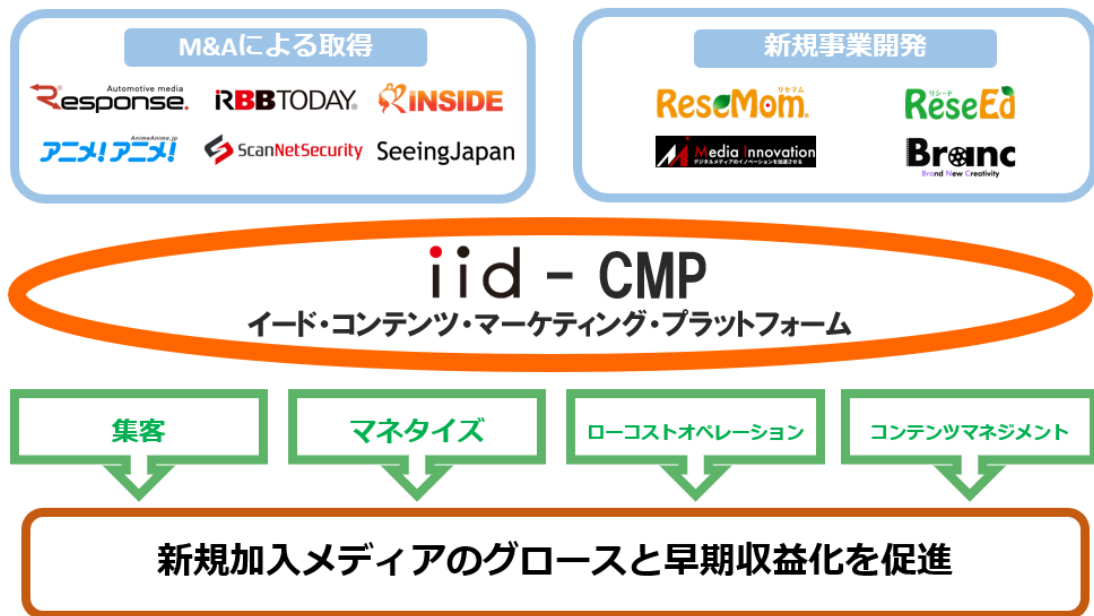 M&Aによる取得
新規事業開発
Automotive media
Response.
iRBBTODAY.
iNSIDE
AnimeAnime.jp
アニメ!アニメ!
ScanNetSecurity
SeeingJapan
リセマム
ReseMom.
リシード
ReseEd
Media Innovation
デジタルメディアのイノベーションを加速させる
Branc
Brand New Creativity
iid - CMP
イード・コンテンツ・マーケティング・プラットフォーム
集客
マネタイズ
ローコストオペレーション
コンテンツマネジメント
新規加入メディアのグロースと早期収益化を促進